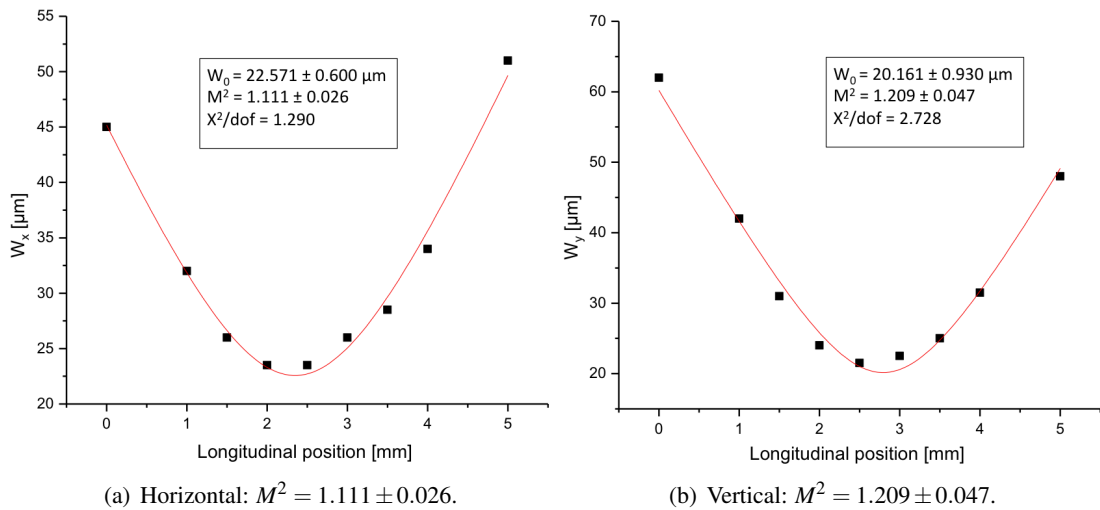 55
50
45
40
35
30
25
20
W₀ = 22.571 ± 0.600 µm
M² = 1.111 ± 0.026
X²/dof = 1.290
Wₓ [µm]
0 1 2 3 4 5
Longitudinal position [mm]
(a) Horizontal: M² = 1.111 ± 0.026.
70
60
50
40
30
20
W₀ = 20.161 ± 0.930 µm
M² = 1.209 ± 0.047
X²/dof = 2.728
W_y [µm]
0 1 2 3 4 5
Longitudinal position [mm]
(b) Vertical: M² = 1.209 ± 0.047.